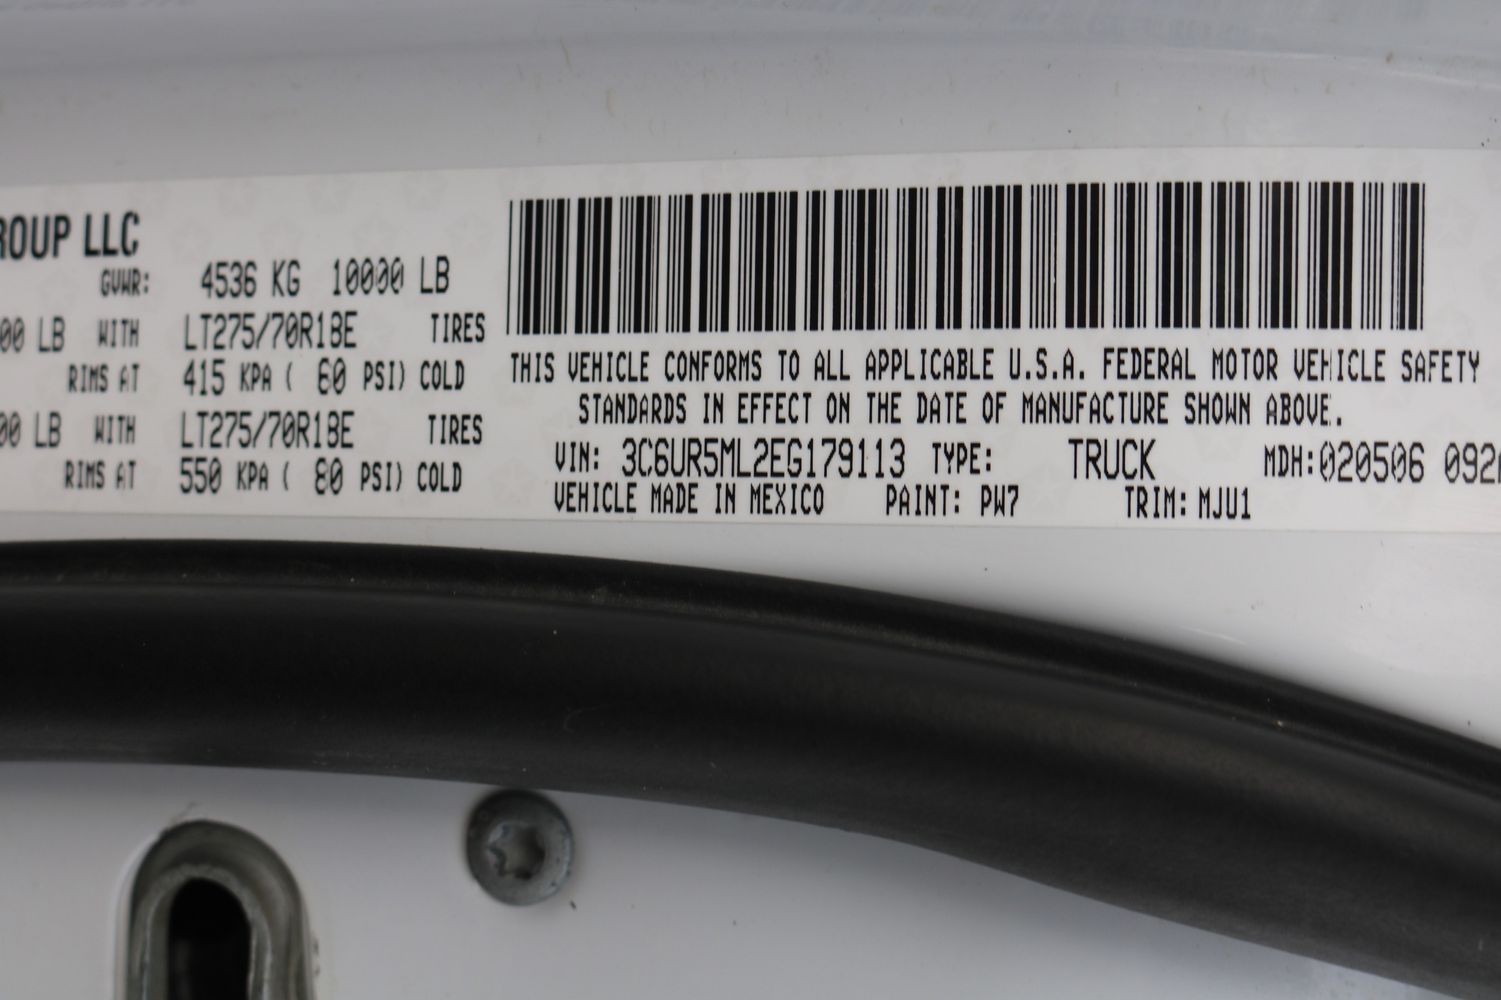 ROUP LLC
GVWR: 4536 KG 10000 LB
00 LB WITH LT275/70R18E TIRES
RIMS AT 415 KPA ( 60 PSI) COLD
00 LB WITH LT275/70R18E TIRES
RIMS AT 550 KPA ( 80 PSI) COLD
THIS VEHICLE CONFORMS TO ALL APPLICABLE U.S.A. FEDERAL MOTOR VEHICLE SAFETY
STANDARDS IN EFFECT ON THE DATE OF MANUFACTURE SHOWN ABOVE.
VIN: 3C6UR5ML2EG179113 TYPE: TRUCK MDH:020506 092
VEHICLE MADE IN MEXICO PAINT: PW7 TRIM: MJU1